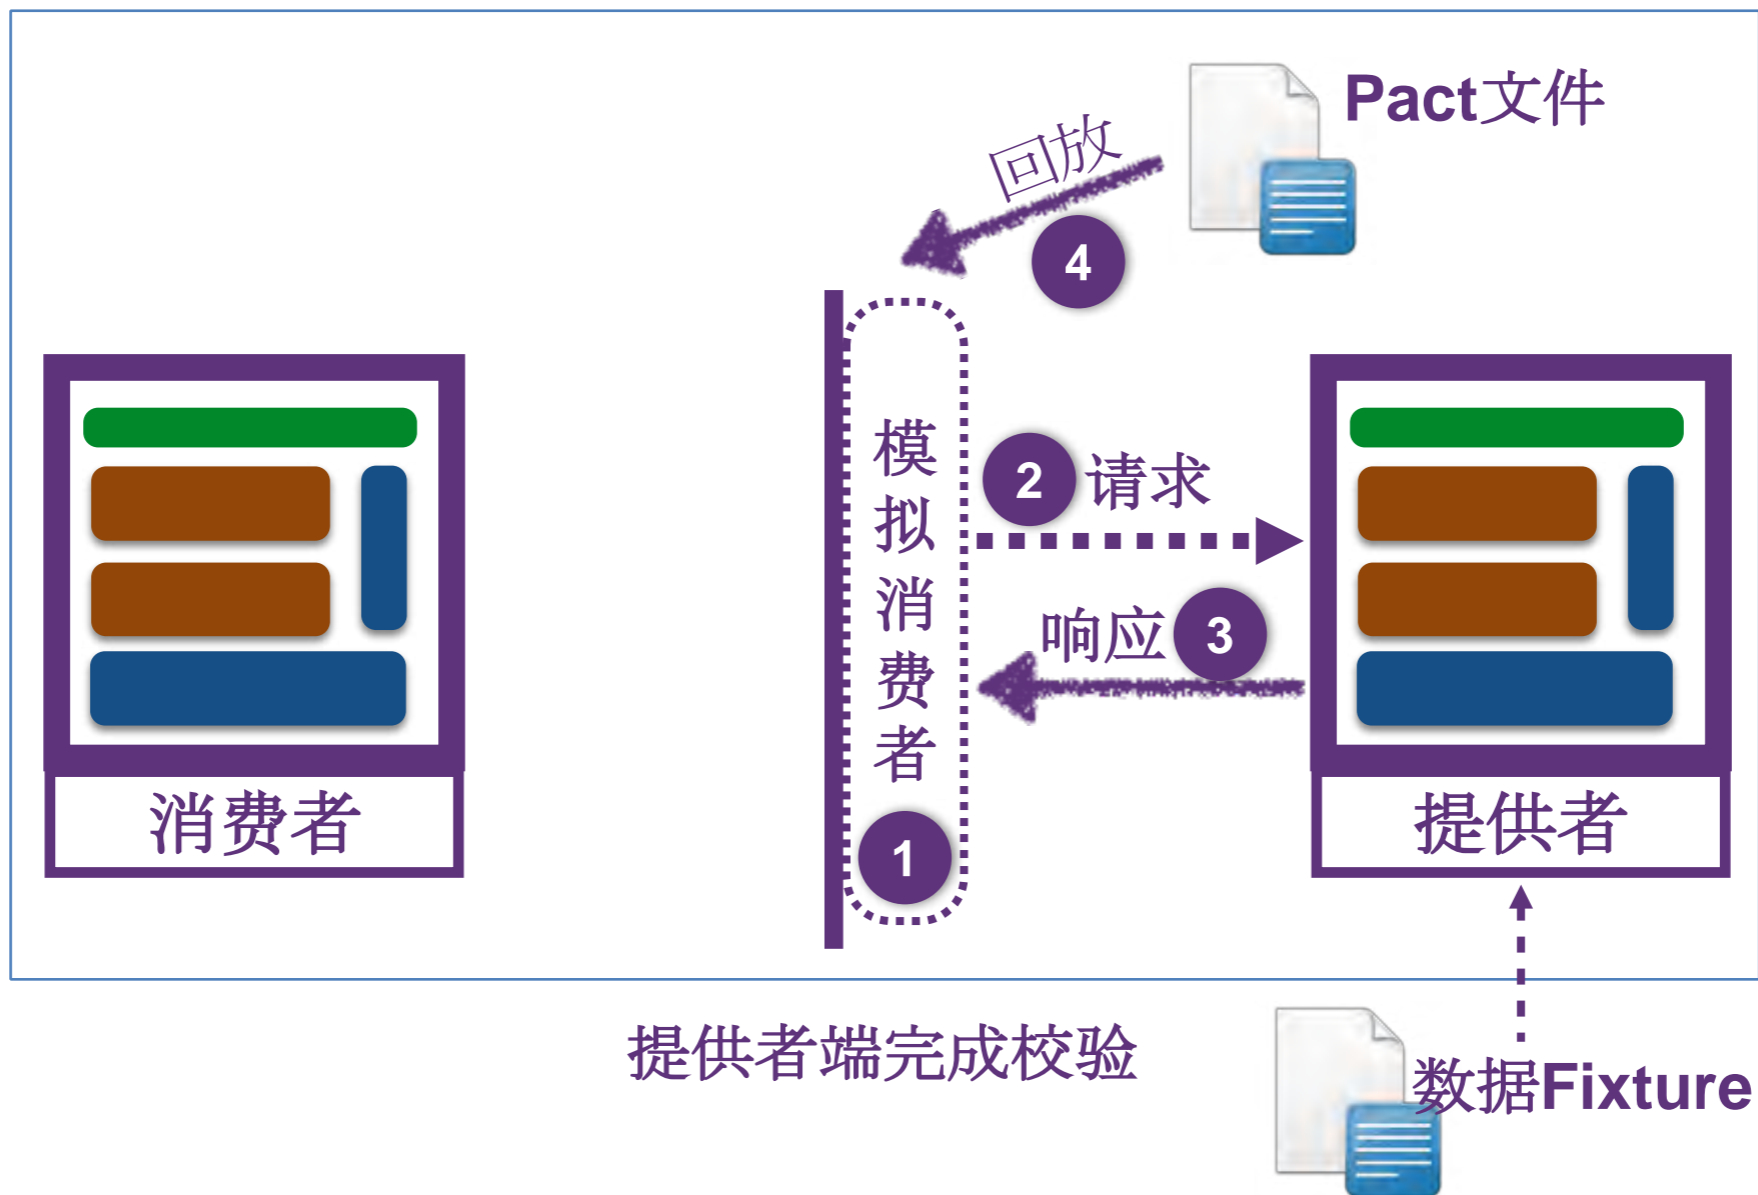 Pact文件
回放
4
模拟消费者
1
2 请求
响应 3
消费者
提供者
提供者端完成校验
数据Fixture